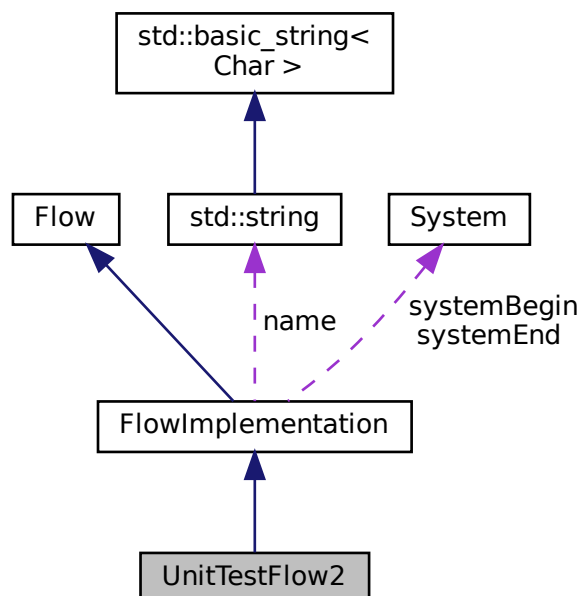 std::basic_string<
Char >
Flow
std::string
System
name
systemBegin
systemEnd
FlowImplementation
UnitTestFlow2